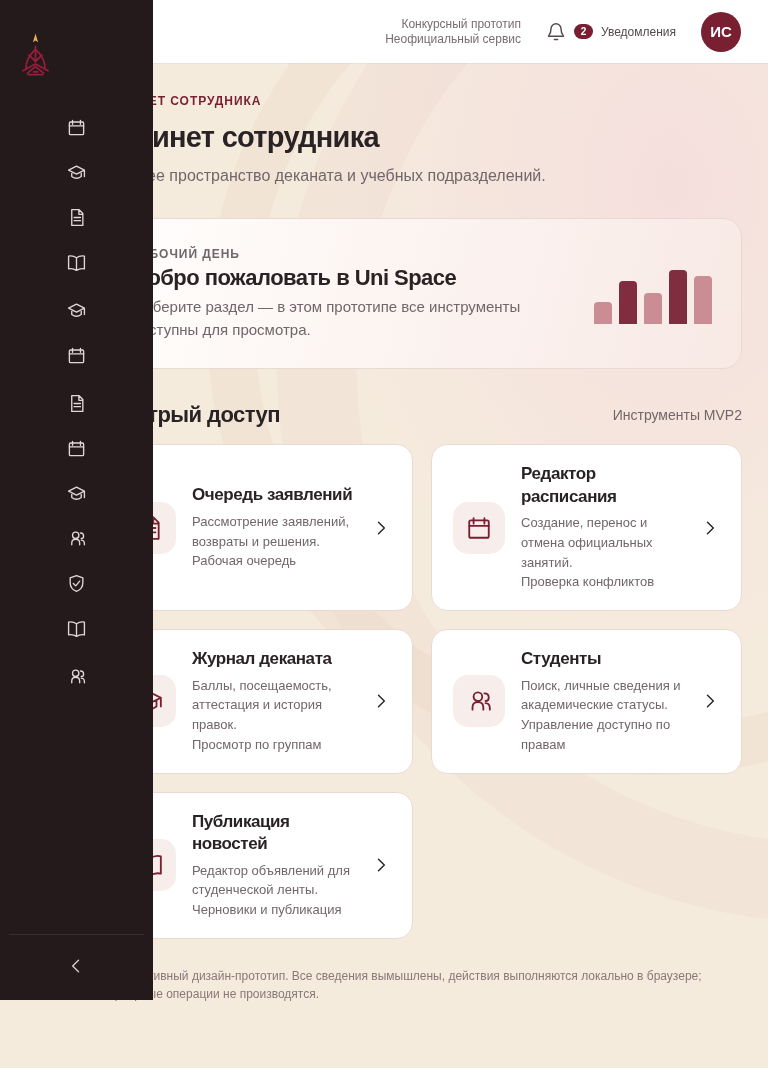 Конкурсный прототип
Неофициальный сервис
2 Уведомления
ИС
ЕТ СОТРУДНИКА
инет сотрудника
ее пространство деканата и учебных подразделений.
БОЧИЙ ДЕНЬ
обро пожаловать в Uni Space
берите раздел — в этом прототипе все инструменты
ступны для просмотра.
трый доступ
Инструменты MVP2
Очередь заявлений
Рассмотрение заявлений,
возвраты и решения.
Рабочая очередь
Редактор
расписания
Создание, перенос и
отмена официальных
занятий.
Проверка конфликтов
Журнал деканата
Баллы, посещаемость,
аттестация и история
правок.
Просмотр по группам
Студенты
Поиск, личные сведения и
академические статусы.
Управление доступно по
правам
Публикация
новостей
Редактор объявлений для
студенческой ленты.
Черновики и публикация
ивный дизайн-прототип. Все сведения вымышлены, действия выполняются локально в браузере;
ые операции не производятся.